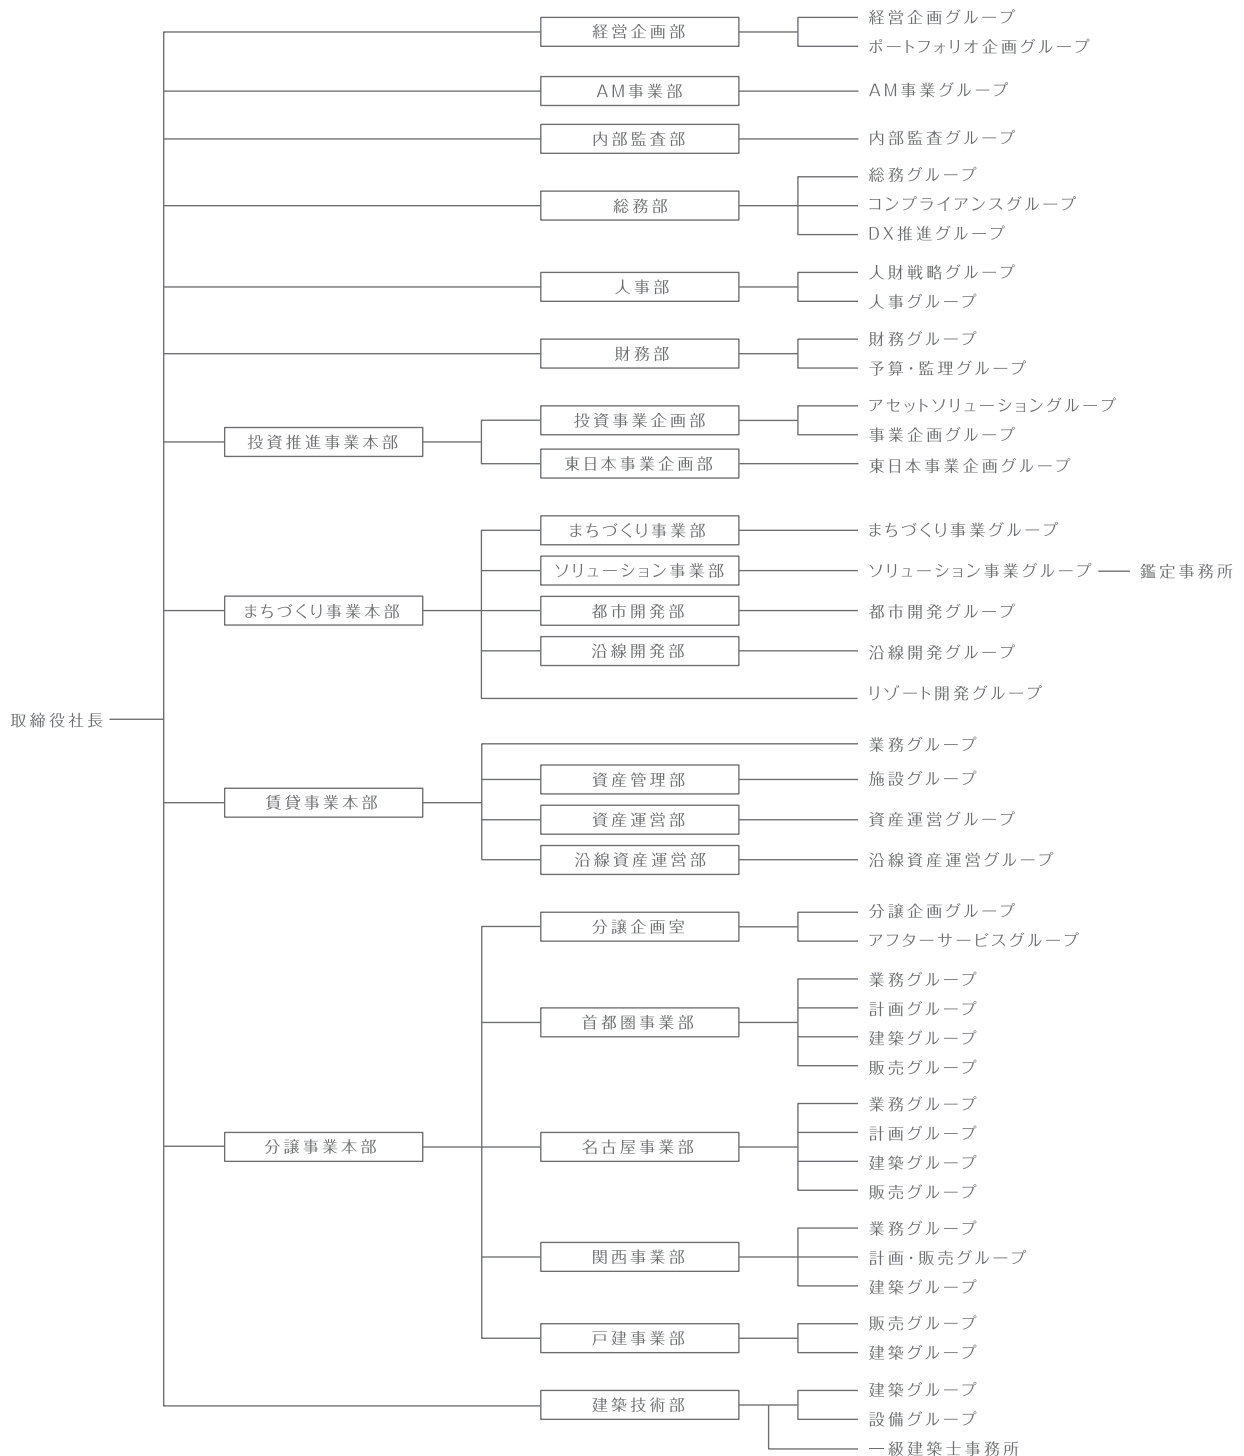 取締役社長
経営企画部
経営企画グループ
ポートフォリオ企画グループ
AM事業部
AM事業グループ
内部監査部
内部監査グループ
総務部
総務グループ
コンプライアンスグループ
DX推進グループ
人事部
人財戦略グループ
人事グループ
財務部
財務グループ
予算・監理グループ
投資推進事業本部
投資事業企画部
アセットソリューショングループ
事業企画グループ
東日本事業企画部
東日本事業企画グループ
まちづくり事業本部
まちづくり事業部
まちづくり事業グループ
ソリューション事業部
ソリューション事業グループ
鑑定事務所
都市開発部
都市開発グループ
沿線開発部
沿線開発グループ
リゾート開発グループ
賃貸事業本部
業務グループ
資産管理部
施設グループ
資産運営部
資産運営グループ
沿線資産運営部
沿線資産運営グループ
分譲事業本部
分譲企画室
分譲企画グループ
アフターサービスグループ
首都圏事業部
業務グループ
計画グループ
建築グループ
販売グループ
名古屋事業部
業務グループ
計画グループ
建築グループ
販売グループ
関西事業部
業務グループ
計画・販売グループ
建築グループ
戸建事業部
販売グループ
建築グループ
建築技術部
建築グループ
設備グループ
一級建築士事務所